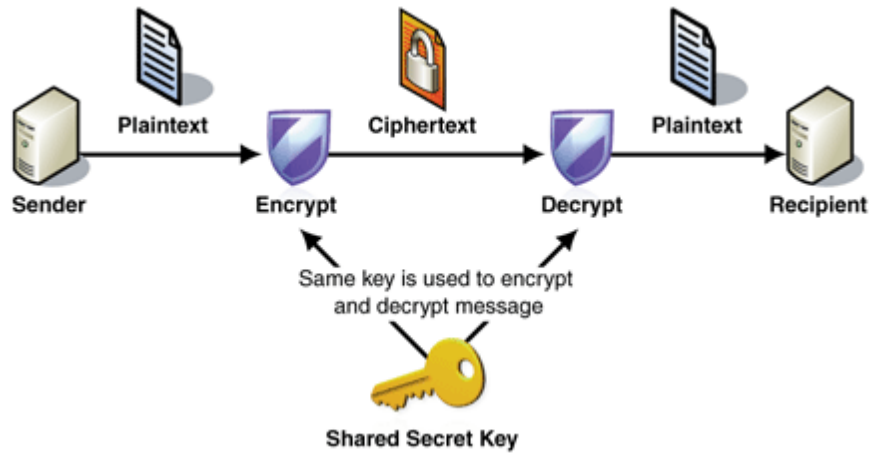 Plaintext
Ciphertext
Plaintext
Sender
Encrypt
Decrypt
Recipient
Same key is used to encrypt
and decrypt message
Shared Secret Key